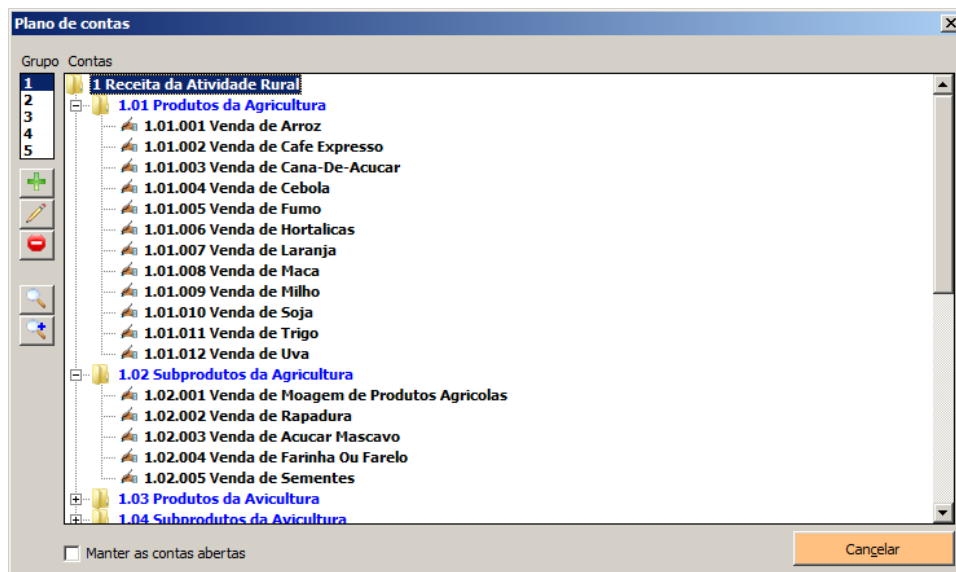 Plano de contas
Grupo Contas
1
2
3
4
5
1 Receita da Atividade Rural
1.01 Produtos da Agricultura
1.01.001 Venda de Arroz
1.01.002 Venda de Cafe Expresso
1.01.003 Venda de Cana-De-Acucar
1.01.004 Venda de Cebola
1.01.005 Venda de Fumo
1.01.006 Venda de Hortalicas
1.01.007 Venda de Laranja
1.01.008 Venda de Maca
1.01.009 Venda de Milho
1.01.010 Venda de Soja
1.01.011 Venda de Trigo
1.01.012 Venda de Uva
1.02 Subprodutos da Agricultura
1.02.001 Venda de Moagem de Produtos Agricolas
1.02.002 Venda de Rapadura
1.02.003 Venda de Acucar Mascavo
1.02.004 Venda de Farinha Ou Farelo
1.02.005 Venda de Sementes
1.03 Produtos da Avicultura
1.04 Subprodutos da Avicultura
Manter as contas abertas
Cancelar